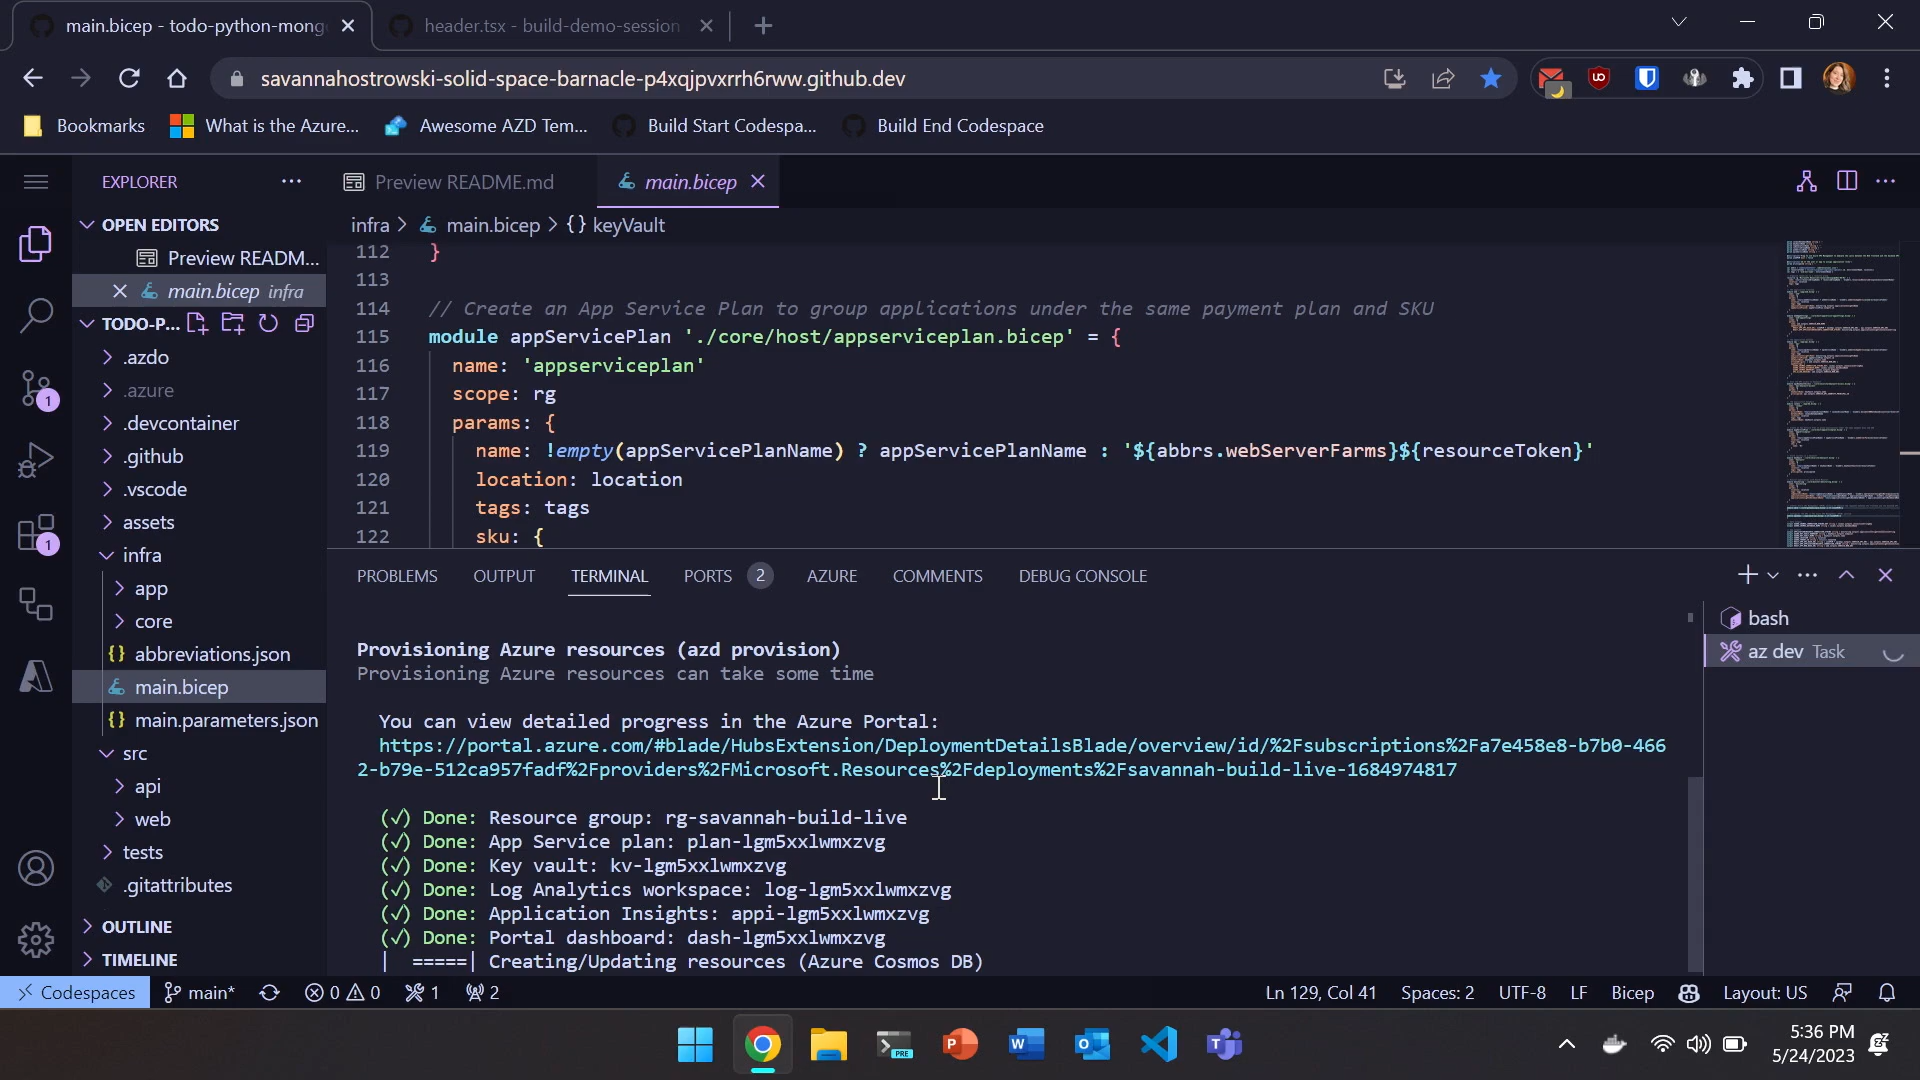 main.bicep - todo-python-mong
header.tsx - build-demo-session
savannahostrowski-solid-space-barnacle-p4xqjpvxrrh6rww.github.dev
Bookmarks
What is the Azure...
Awesome AZD Tem...
Build Start Codespa...
Build End Codespace
EXPLORER
Preview README.md
main.bicep
OPEN EDITORS
Preview READM...
main.bicep infra
TODO-P...
.azdo
.azure
.devcontainer
.github
.vscode
assets
infra
app
core
abbreviations.json
main.bicep
main.parameters.json
src
api
web
tests
.gitattributes
OUTLINE
TIMELINE
1
1
infra > main.bicep > {} keyVault
112 }
113
114 // Create an App Service Plan to group applications under the same payment plan and SKU
115 module appServicePlan './core/host/appserviceplan.bicep' = {
116 name: 'appserviceplan'
117 scope: rg
118 params: {
119 name: !empty(appServicePlanName) ? appServicePlanName : '${abbrs.webServerFarms}${resourceToken}'
120 location: location
121 tags: tags
122 sku: {
PROBLEMS OUTPUT TERMINAL PORTS 2 AZURE COMMENTS DEBUG CONSOLE
bash
az dev Task
Provisioning Azure resources (azd provision)
Provisioning Azure resources can take some time
You can view detailed progress in the Azure Portal:
https://portal.azure.com/#blade/HubsExtension/DeploymentDetailsBlade/overview/id/%2Fsubscriptions%2Fa7e458e8-b7b0-466
2-b79e-512ca957fadf%2Fproviders%2FMicrosoft.Resources%2Fdeployments%2Fsavannah-build-live-1684974817
(✓) Done: Resource group: rg-savannah-build-live
(✓) Done: App Service plan: plan-lgm5xxlwmxzvg
(✓) Done: Key vault: kv-lgm5xxlwmxzvg
(✓) Done: Log Analytics workspace: log-lgm5xxlwmxzvg
(✓) Done: Application Insights: appi-lgm5xxlwmxzvg
(✓) Done: Portal dashboard: dash-lgm5xxlwmxzvg
|  =====| Creating/Updating resources (Azure Cosmos DB)
Codespaces main* 0 0 1 2 Ln 129, Col 41 Spaces: 2 UTF-8 LF Bicep Layout: US
5:36 PM
5/24/2023